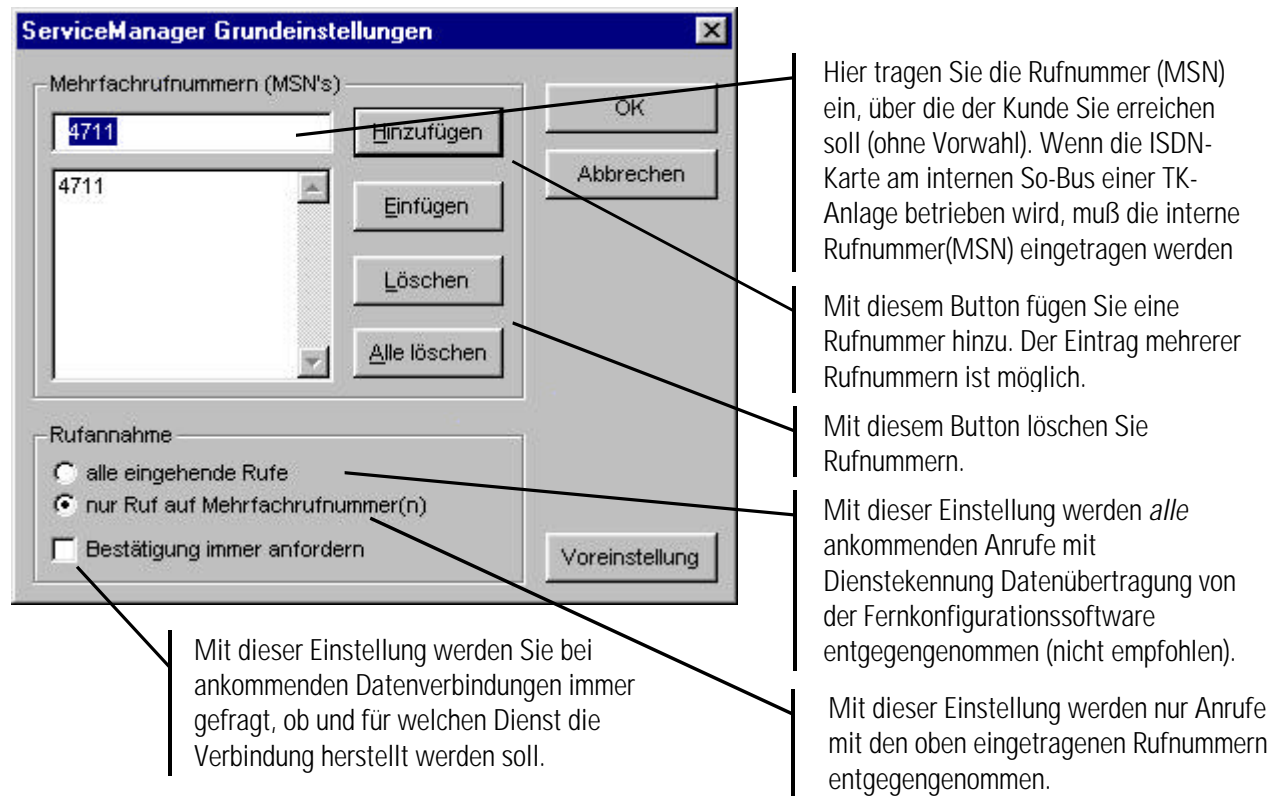 ServiceManager Grundeinstellungen
Mehrfachrufnummern (MSN's)
4711
Hinzufügen
4711
Einfügen
Löschen
Alle löschen
OK
Abbrechen
Rufannahme
alle eingehende Rufe
nur Ruf auf Mehrfachrufnummer(n)
Bestätigung immer anfordern
Voreinstellung
Hier tragen Sie die Rufnummer (MSN)
ein, über die der Kunde Sie erreichen
soll (ohne Vorwahl). Wenn die ISDN-
Karte am internen So-Bus einer TK-
Anlage betrieben wird, muß die interne
Rufnummer(MSN) eingetragen werden
Mit diesem Button fügen Sie eine
Rufnummer hinzu. Der Eintrag mehrerer
Rufnummern ist möglich.
Mit diesem Button löschen Sie
Rufnummern.
Mit dieser Einstellung werden alle
ankommenden Anrufe mit
Dienstekennung Datenübertragung von
der Fernkonfigurationssoftware
entgegengenommen (nicht empfohlen).
Mit dieser Einstellung werden Sie bei
ankommenden Datenverbindungen immer
gefragt, ob und für welchen Dienst die
Verbindung herstellt werden soll.
Mit dieser Einstellung werden nur Anrufe
mit den oben eingetragenen Rufnummern
entgegengenommen.